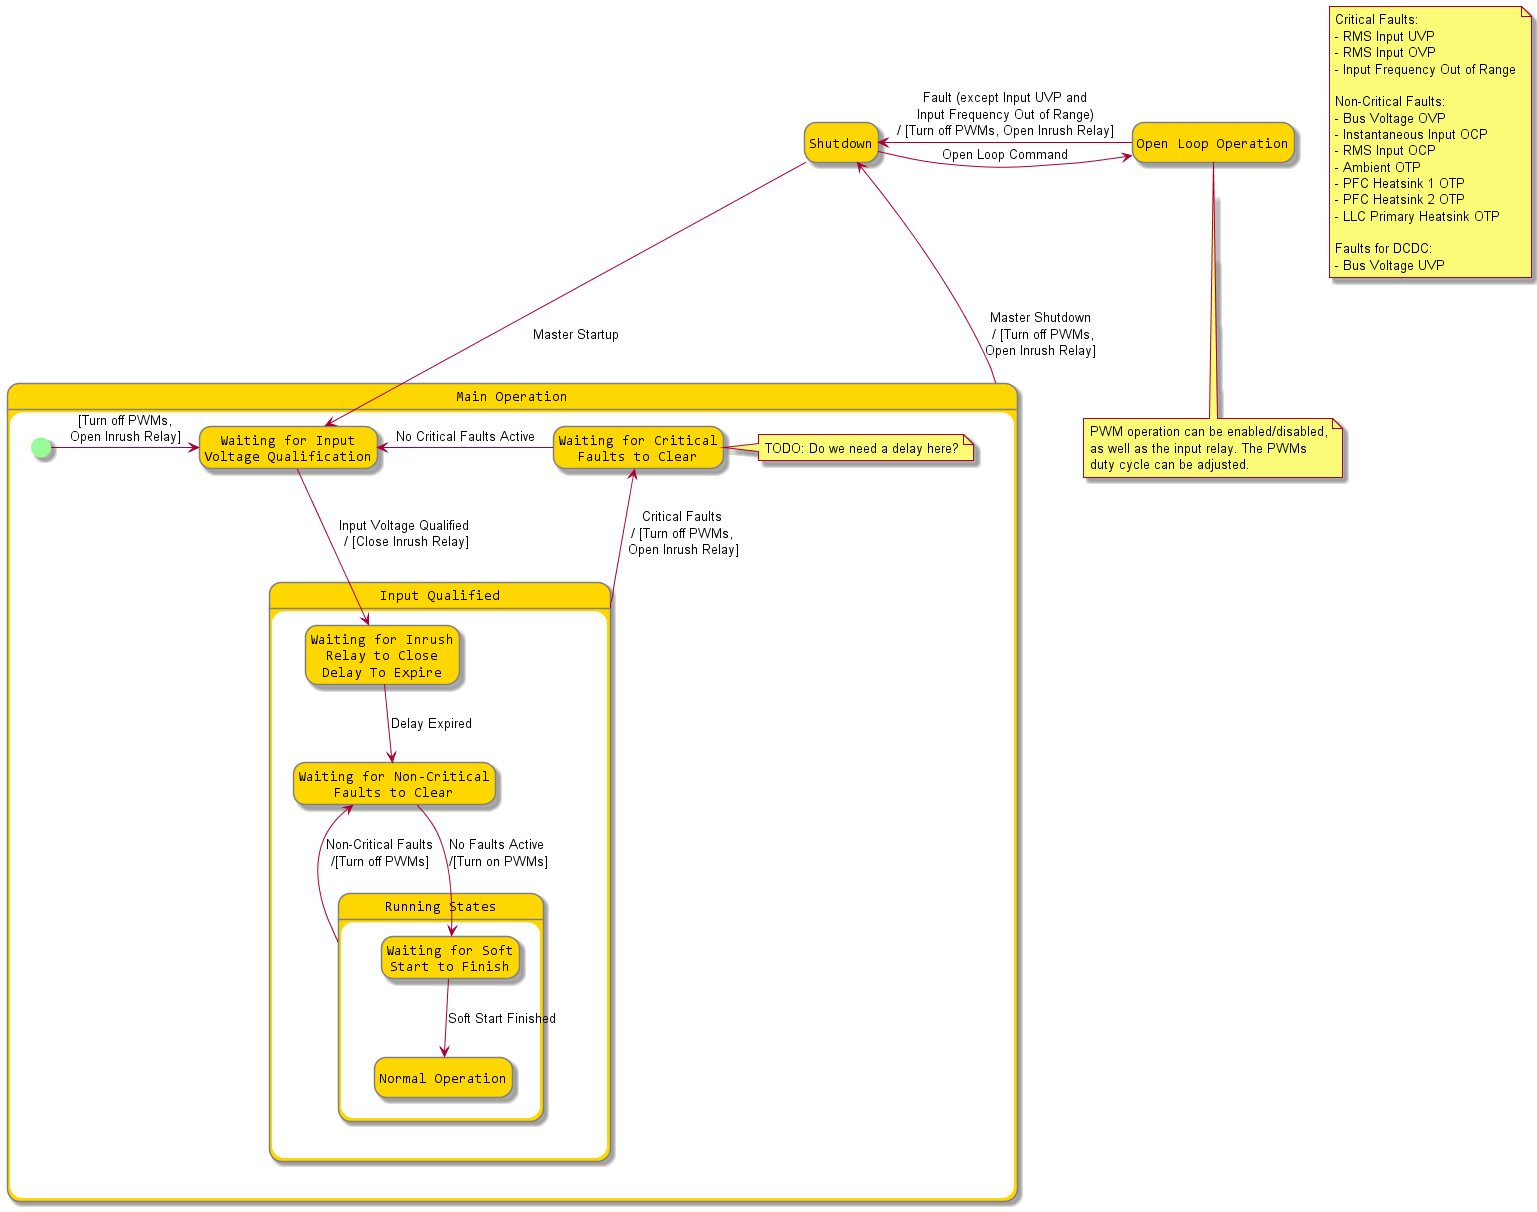 Critical Faults:
- RMS Input UVP
- RMS Input OVP
- Input Frequency Out of Range
Non-Critical Faults:
- Bus Voltage OVP
- Instantaneous Input OCP
- RMS Input OCP
- Ambient OTP
- PFC Heatsink 1 OTP
- PFC Heatsink 2 OTP
- LLC Primary Heatsink OTP
Faults for DCDC:
- Bus Voltage UVP
Fault (except Input UVP and
Input Frequency Out of Range)
/ [Turn off PWMs, Open Inrush Relay]
Shutdown
Open Loop Operation
Open Loop Command
Master Startup
Master Shutdown
/ [Turn off PWMs,
Open Inrush Relay]
PWM operation can be enabled/disabled,
as well as the input relay. The PWMs
duty cycle can be adjusted.
Main Operation
[Turn off PWMs,
Open Inrush Relay]
Waiting for Input
Voltage Qualification
No Critical Faults Active
Waiting for Critical
Faults to Clear
TODO: Do we need a delay here?
Input Voltage Qualified
/ [Close Inrush Relay]
Critical Faults
/ [Turn off PWMs,
Open Inrush Relay]
Input Qualified
Waiting for Inrush
Relay to Close
Delay To Expire
Delay Expired
Waiting for Non-Critical
Faults to Clear
Non-Critical Faults
/[Turn off PWMs]
No Faults Active
/[Turn on PWMs]
Running States
Waiting for Soft
Start to Finish
Soft Start Finished
Normal Operation